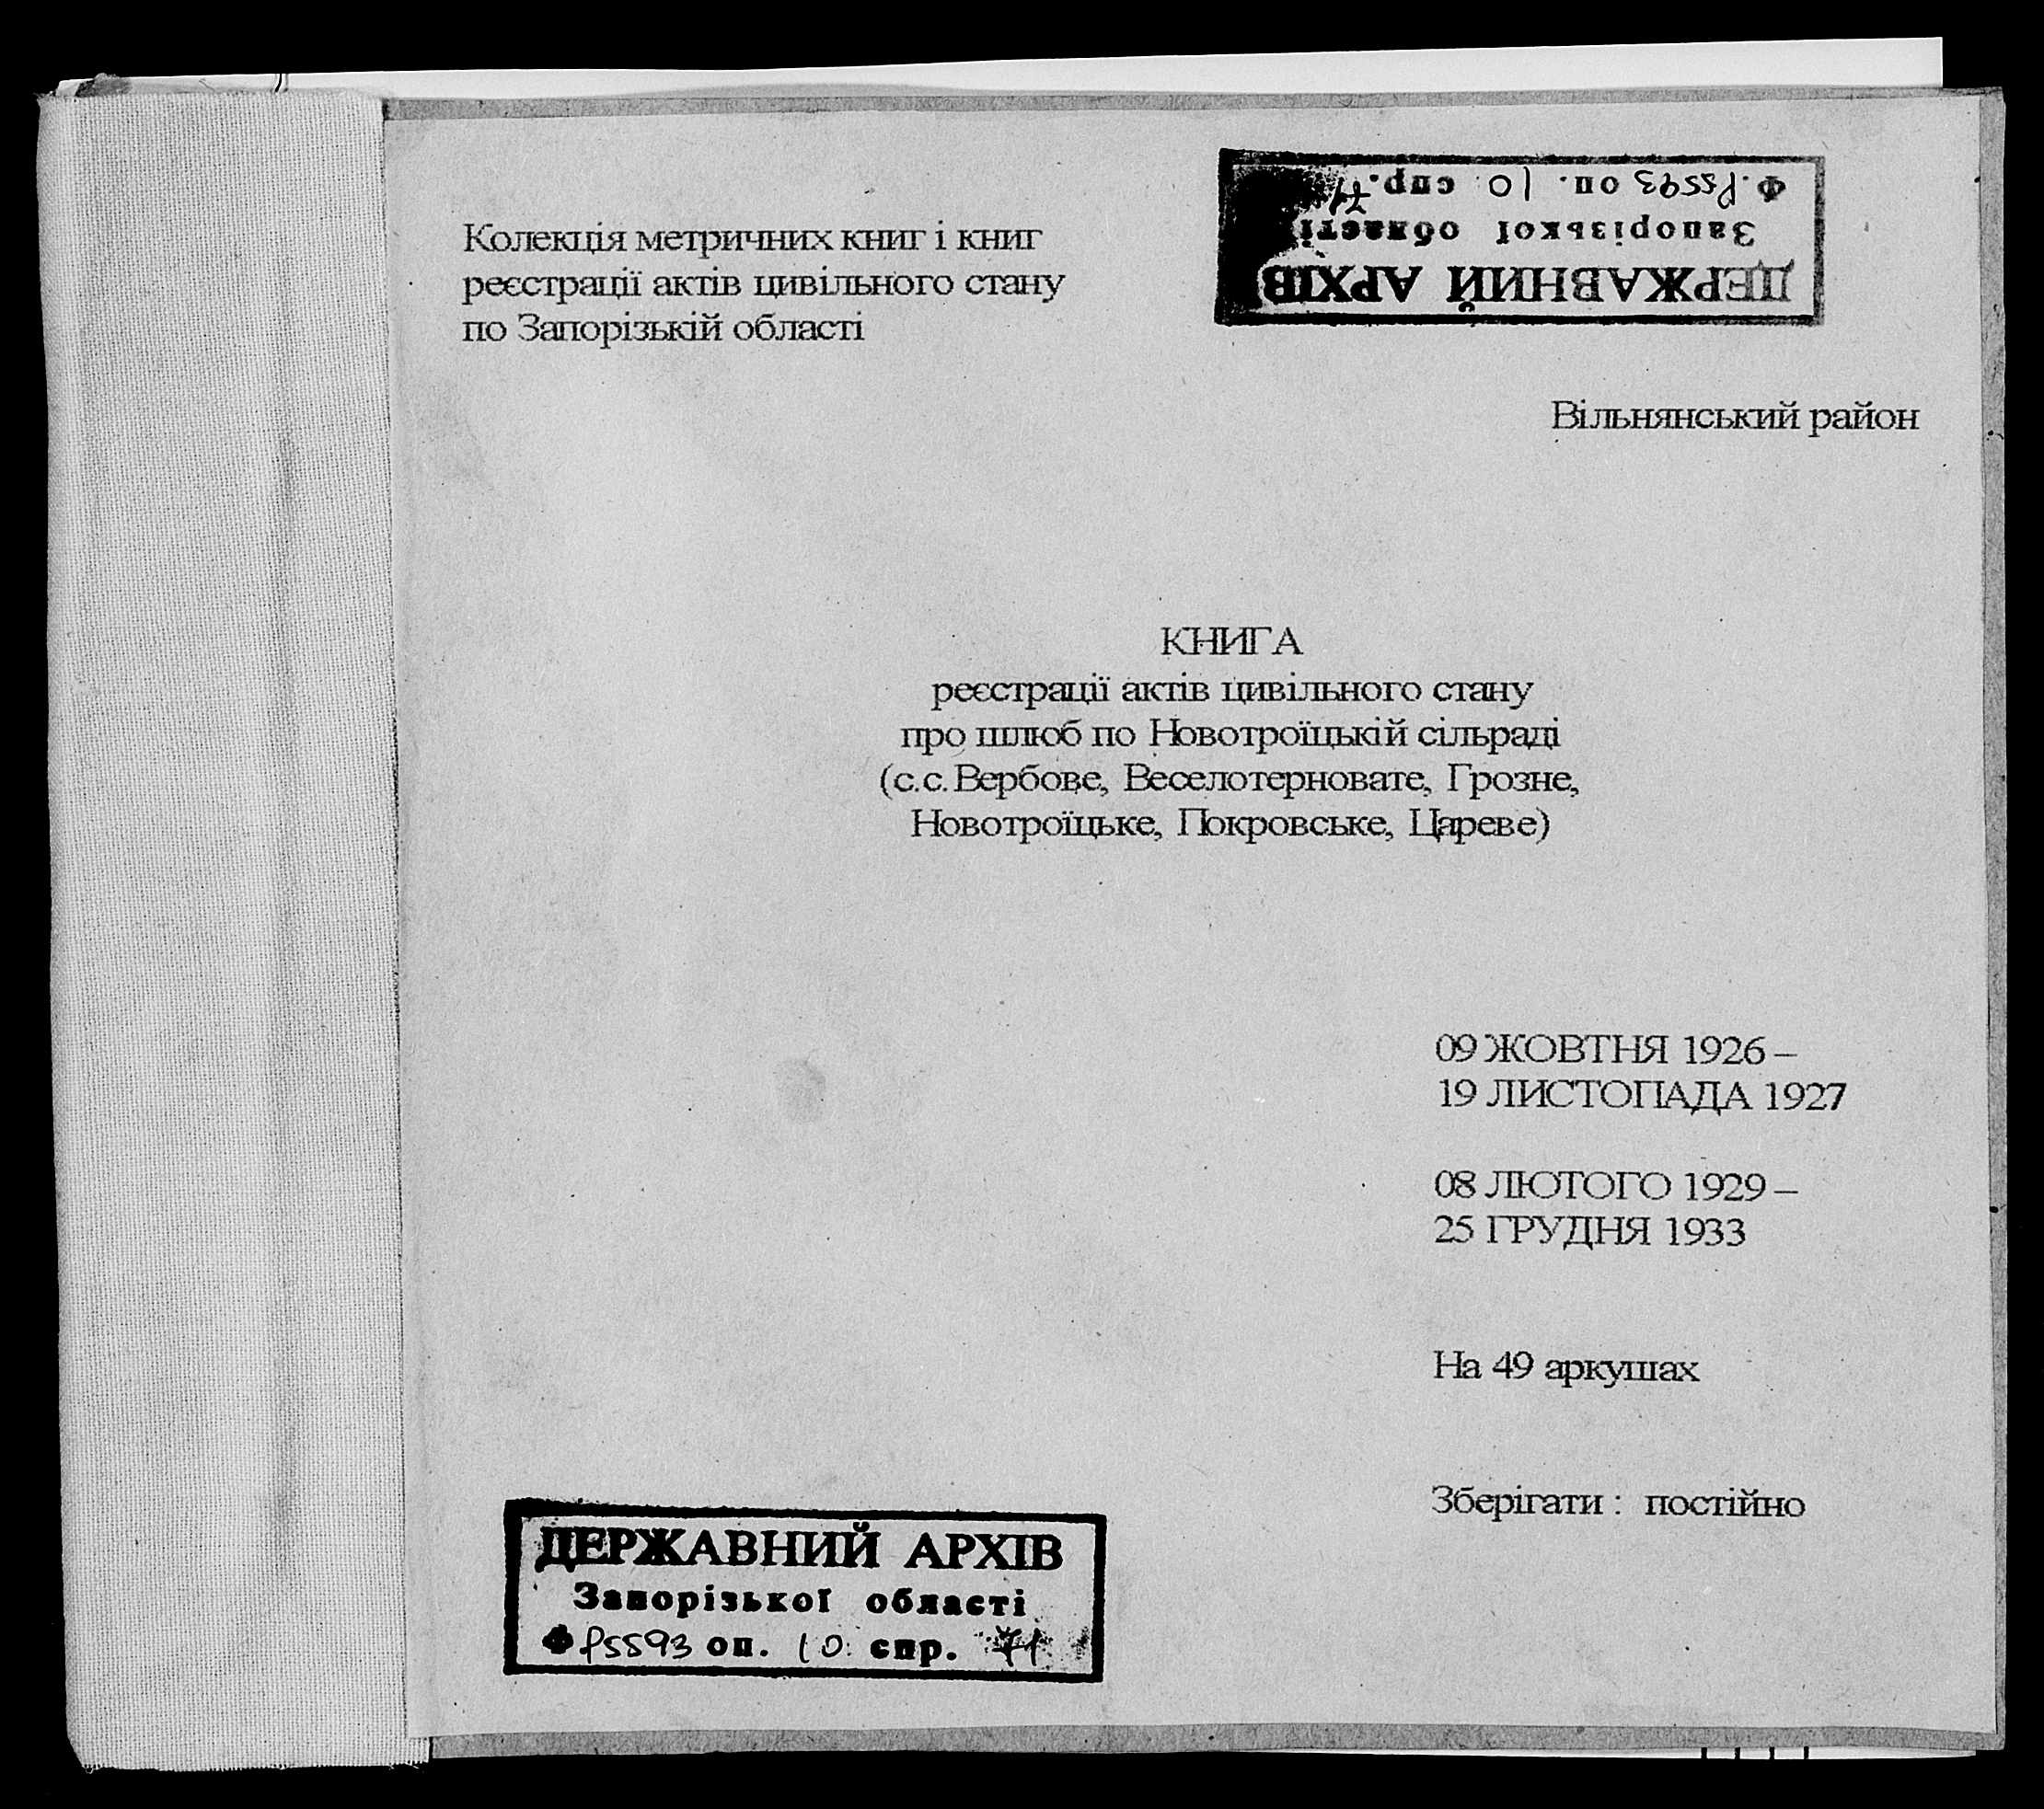 ДЕРЖАВНИЙ АРХІВ
Запорізької області
Ф. Р5593 оп. 10 спр. 71
Колекція метричних книг і книг
реєстрації актів цивільного стану
по Запорізькій області
Вільнянський район
КНИГА
реєстрації актів цивільного стану
про шлюб по Новотроїцькій сільраді
(с.с. Вербове, Веселотерновате, Грозне,
Новотроїцьке, Покровське, Цареве)
09 ЖОВТНЯ 1926 –
19 ЛИСТОПАДА 1927
08 ЛЮТОГО 1929 –
25 ГРУДНЯ 1933
На 49 аркушах
Зберігати : постійно
ДЕРЖАВНИЙ АРХІВ
Запорізької області
Ф Р5593 оп. 10 спр. 71